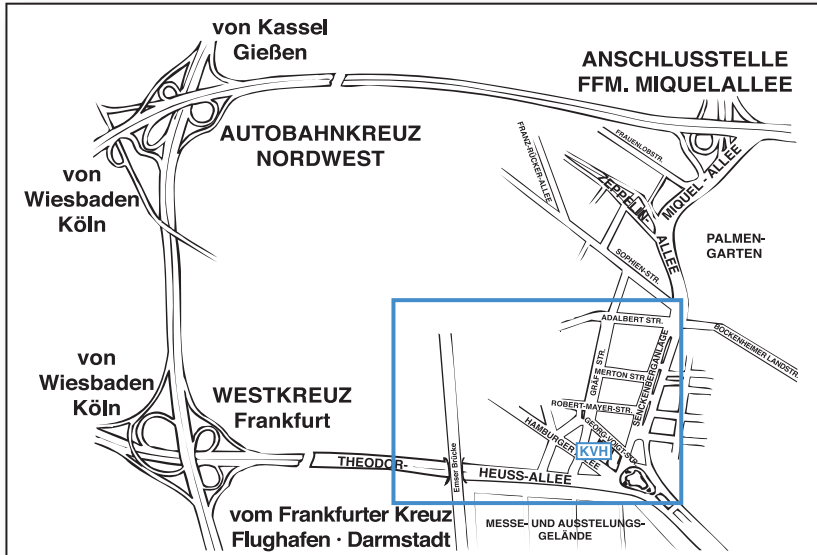 von Kassel
Gießen
ANSCHLUSSTELLE
FFM. MIQUELALLEE
AUTOBAHNKREUZ
NORDWEST
von
Wiesbaden
Köln
FRANZ-RÜCKER-ALLEE
FRAUENLOBSTR.
ZEPPELIN-
ALLEE
MIQUEL - ALLEE
PALMEN-
GARTEN
SOPHIEN-STR.
ADALBERT STR.
BOCKENHEIMER LANDSTR.
GRÄF STR.
MERTON STR.
SENCKENBERGANLAGE
ROBERT-MAYER-STR.
GEORG-VOIGT-STR.
HAMBURGER ALLEE
KVH
von
Wiesbaden
Köln
WESTKREUZ
Frankfurt
THEODOR-
HEUSS-ALLEE
Emser Brücke
vom Frankfurter Kreuz
Flughafen · Darmstadt
MESSE- UND AUSSTELUNGS-
GELÄNDE